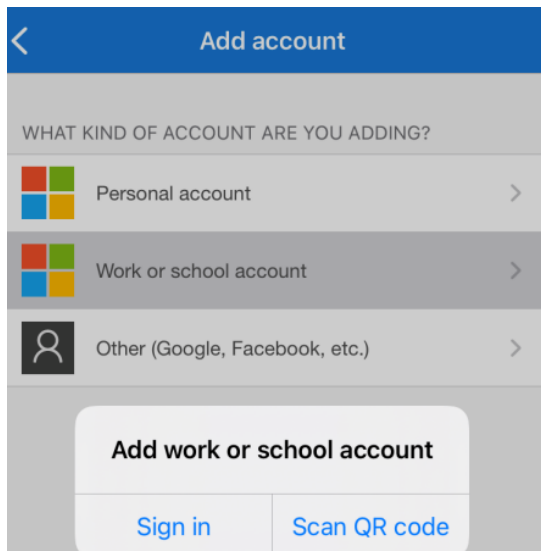 Add account
WHAT KIND OF ACCOUNT ARE YOU ADDING?
Personal account
Work or school account
Other (Google, Facebook, etc.)
Add work or school account
Sign in
Scan QR code